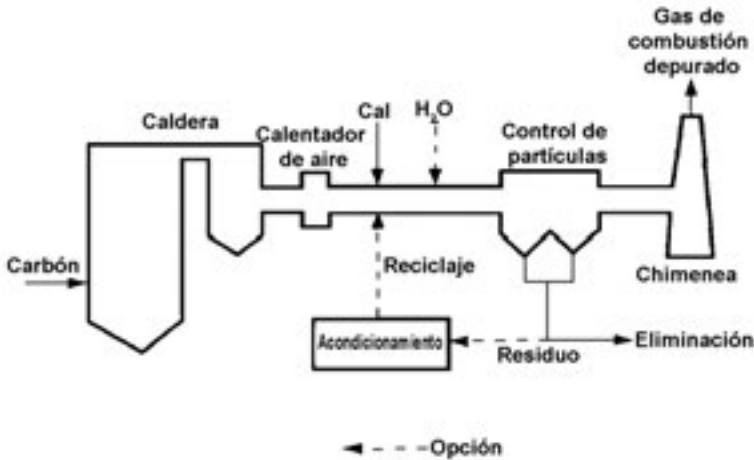 Gas de
combustión
depurado
Caldera
Calentador
de aire
Cal
H₂O
Control de
partículas
Carbón
Reciclaje
Chimenea
Acondicionamiento
Residuo
Eliminación
Opción